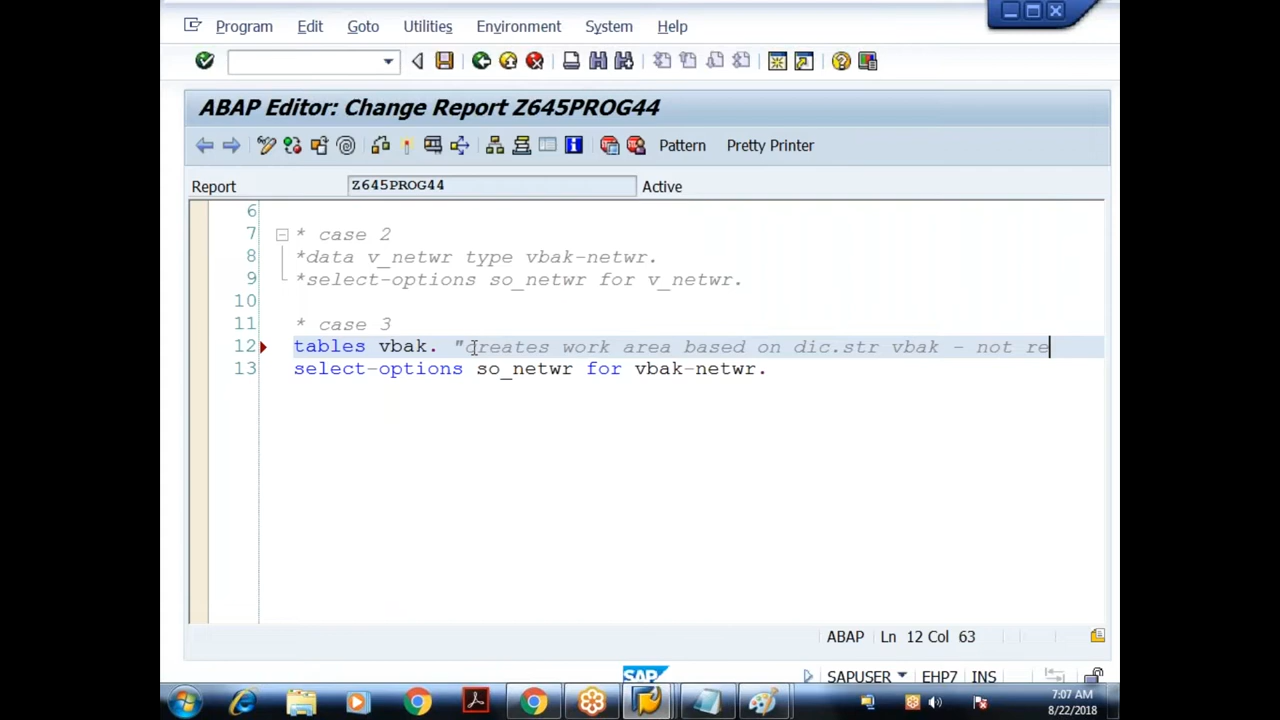 Program Edit Goto Utilities Environment System Help
ABAP Editor: Change Report Z645PROG44
Pattern Pretty Printer
Report Z645PROG44 Active
6
7 * case 2
8 *data v_netwr type vbak-netwr.
9 *select-options so_netwr for v_netwr.
10
11 * case 3
12 tables vbak. "creates work area based on dic.str vbak - not re
13 select-options so_netwr for vbak-netwr.
ABAP Ln 12 Col 63
SAP
SAPUSER EHP7 INS
7:07 AM
8/22/2018